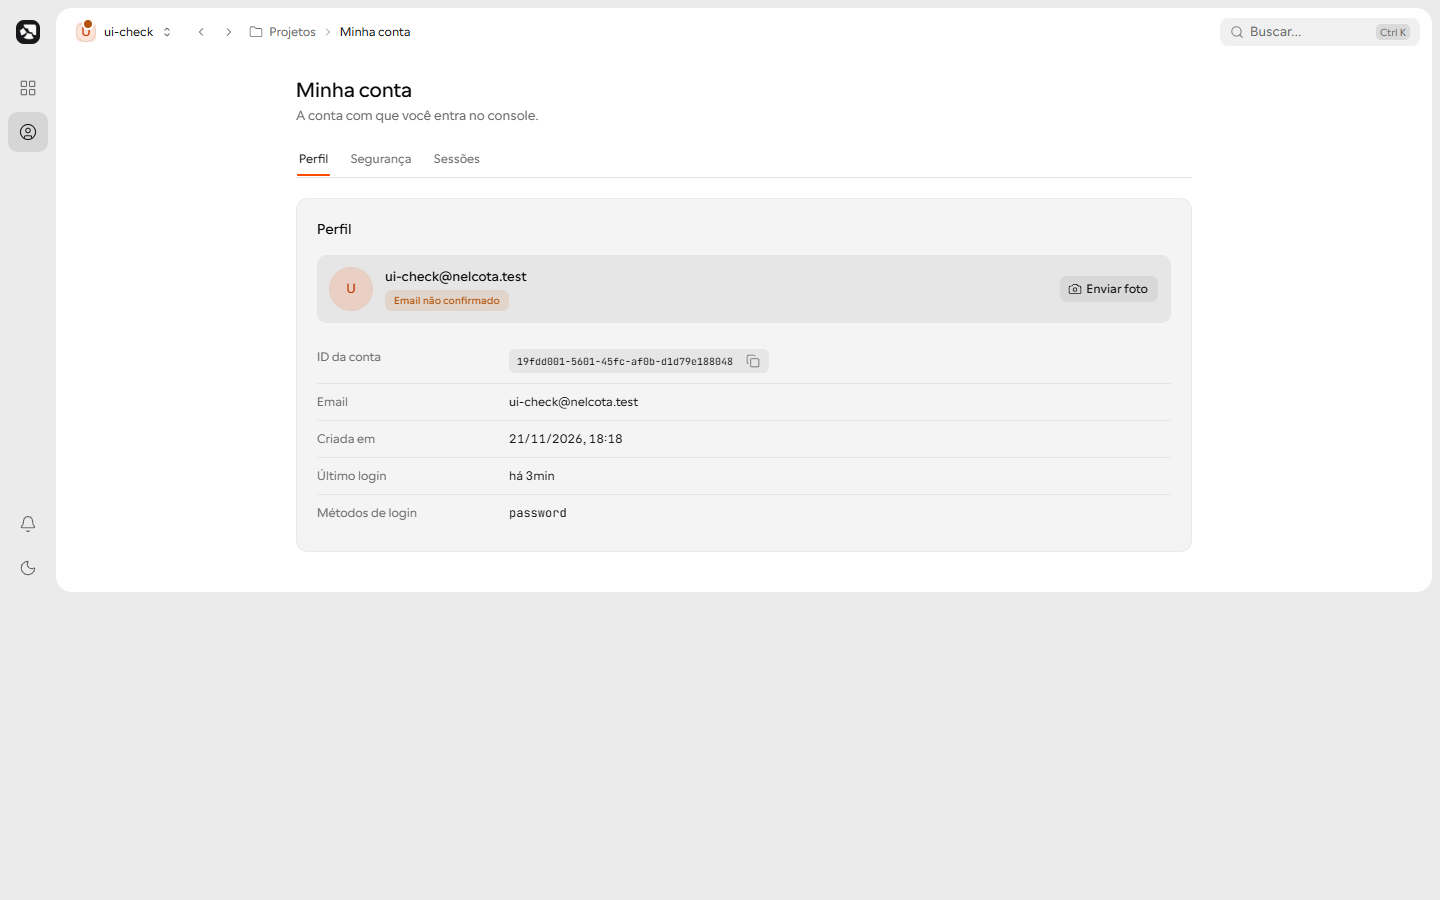 U ui-check Projetos Minha conta Buscar... Ctrl K
Minha conta
A conta com que você entra no console.
Perfil Segurança Sessões
Perfil
U
ui-check@nelcota.test
Email não confirmado
Enviar foto
ID da conta 19fdd001-5601-45fc-af0b-d1d79e188048
Email ui-check@nelcota.test
Criada em 21/11/2026, 18:18
Último login há 3min
Métodos de login password